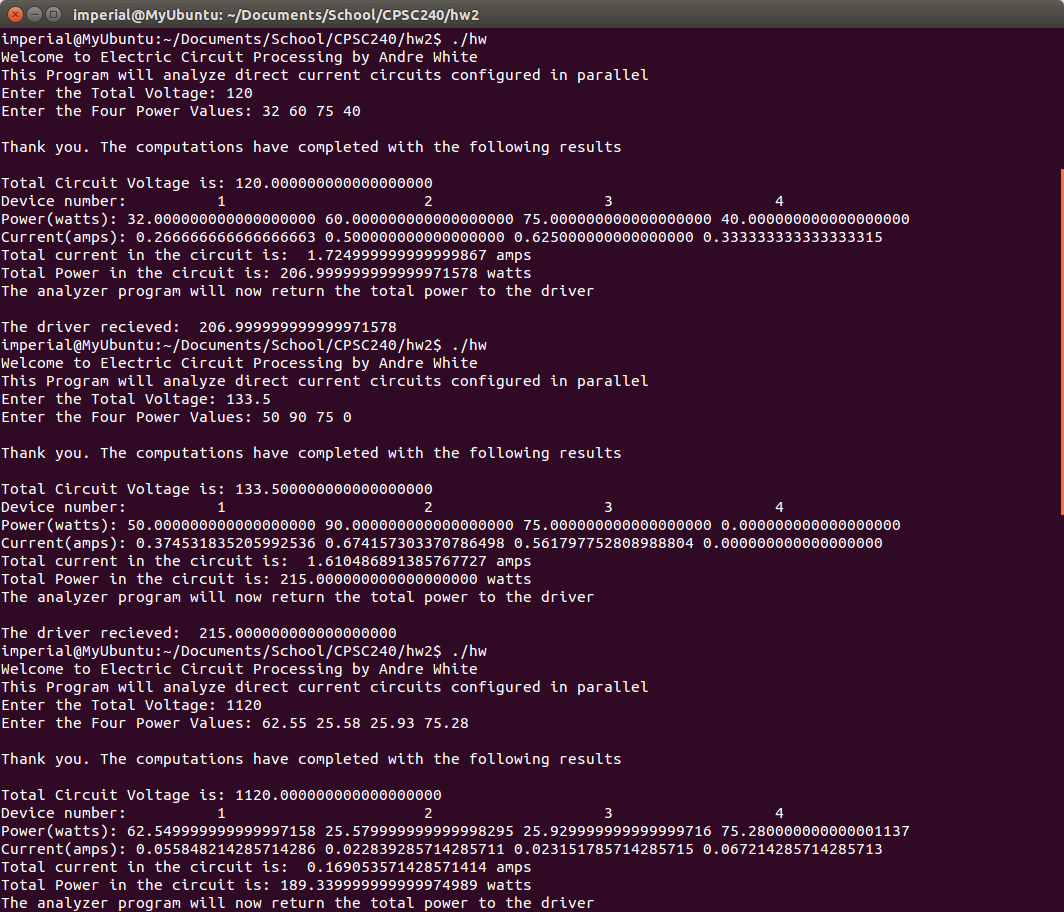 imperial@MyUbuntu: ~/Documents/School/CPSC240/hw2
imperial@MyUbuntu:~/Documents/School/CPSC240/hw2$ ./hw
Welcome to Electric Circuit Processing by Andre White
This Program will analyze direct current circuits configured in parallel
Enter the Total Voltage: 120
Enter the Four Power Values: 32 60 75 40
Thank you. The computations have completed with the following results
Total Circuit Voltage is: 120.000000000000000000
Device number: 1 2 3 4
Power(watts): 32.000000000000000000 60.000000000000000000 75.000000000000000000 40.000000000000000000
Current(amps): 0.266666666666666663 0.500000000000000000 0.625000000000000000 0.333333333333333315
Total current in the circuit is:  1.724999999999999867 amps
Total Power in the circuit is: 206.999999999999971578 watts
The analyzer program will now return the total power to the driver
The driver recieved:  206.999999999999971578
imperial@MyUbuntu:~/Documents/School/CPSC240/hw2$ ./hw
Welcome to Electric Circuit Processing by Andre White
This Program will analyze direct current circuits configured in parallel
Enter the Total Voltage: 133.5
Enter the Four Power Values: 50 90 75 0
Thank you. The computations have completed with the following results
Total Circuit Voltage is: 133.500000000000000000
Device number: 1 2 3 4
Power(watts): 50.000000000000000000 90.000000000000000000 75.000000000000000000 0.000000000000000000
Current(amps): 0.374531835205992536 0.674157303370786498 0.561797752808988804 0.000000000000000000
Total current in the circuit is:  1.610486891385767727 amps
Total Power in the circuit is: 215.000000000000000000 watts
The analyzer program will now return the total power to the driver
The driver recieved:  215.000000000000000000
imperial@MyUbuntu:~/Documents/School/CPSC240/hw2$ ./hw
Welcome to Electric Circuit Processing by Andre White
This Program will analyze direct current circuits configured in parallel
Enter the Total Voltage: 1120
Enter the Four Power Values: 62.55 25.58 25.93 75.28
Thank you. The computations have completed with the following results
Total Circuit Voltage is: 1120.000000000000000000
Device number: 1 2 3 4
Power(watts): 62.549999999999997158 25.579999999999998295 25.929999999999999716 75.280000000000001137
Current(amps): 0.055848214285714286 0.022839285714285711 0.023151785714285715 0.067214285714285713
Total current in the circuit is:  0.169053571428571414 amps
Total Power in the circuit is: 189.339999999999974989 watts
The analyzer program will now return the total power to the driver